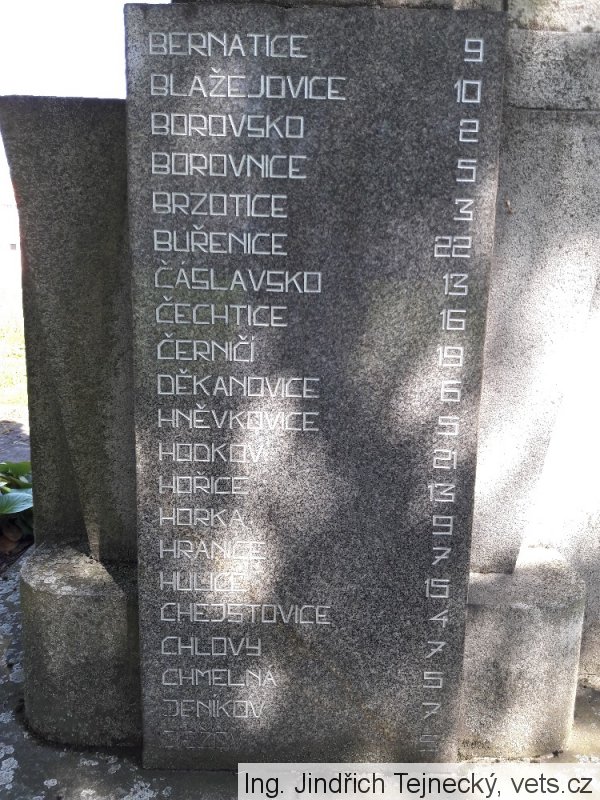 BERNATICE 9
BLAŽEJOVICE 10
BOROVSKO 2
BOROVNICE 5
BRZOTICE 3
BUŘENICE 22
ČÁSLAVSKO 13
ČECHTICE 16
ČERNIČÍ 19
DĚKANOVICE 6
HNĚVKOVICE 9
HODKOV 2
HOŘICE 13
HORKA 9
HRANICE 7
HULICE 15
CHEJSTOVICE 4
CHLOVY 7
CHMELNÁ 5
JENÍKOV 7
Ing. Jindřich Tejnecký, vets.cz